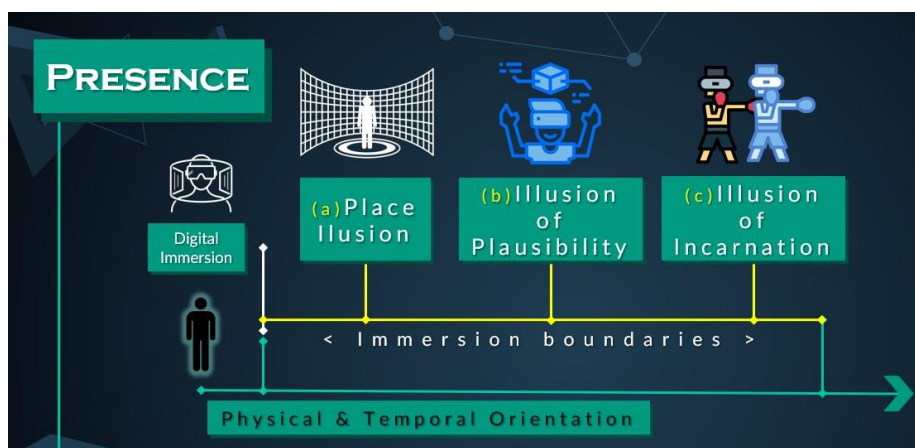 PRESENCE
Digital
Immersion
(a)Place
Ilusion
(b)Illusion
of
Plausibility
(c)Illusion
of
Incarnation
< Immersion boundaries >
Physical & Temporal Orientation